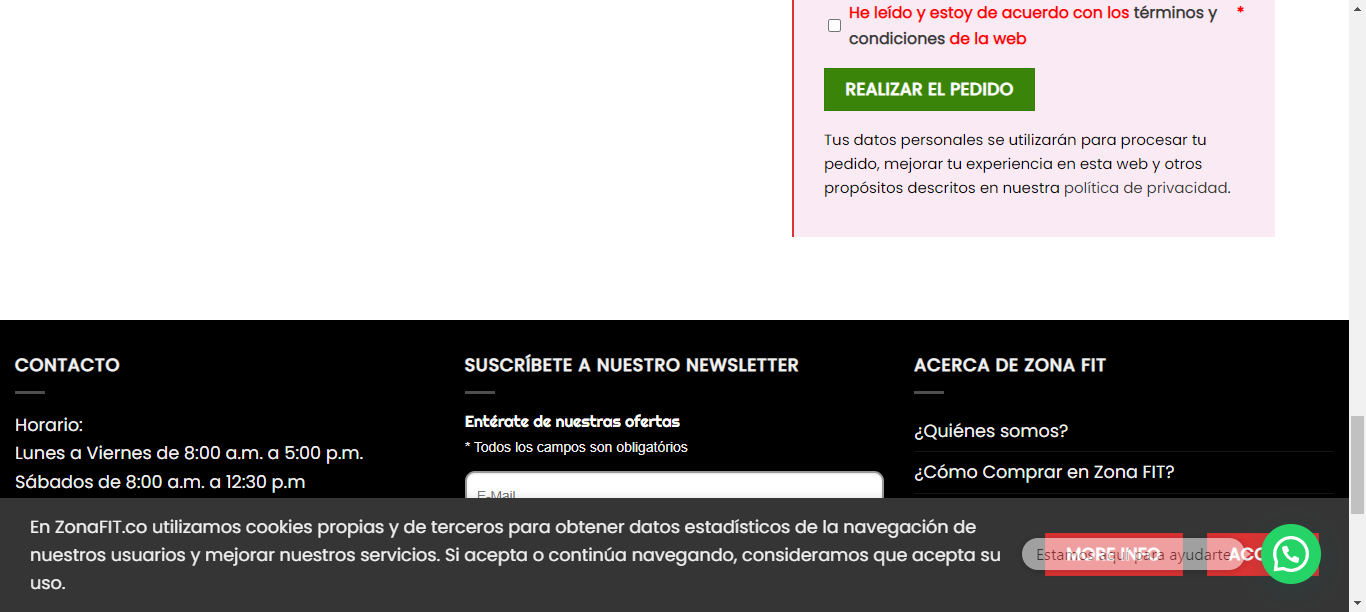 He leído y estoy de acuerdo con los términos y *
condiciones de la web
REALIZAR EL PEDIDO
Tus datos personales se utilizarán para procesar tu
pedido, mejorar tu experiencia en esta web y otros
propósitos descritos en nuestra política de privacidad.
CONTACTO
Horario:
Lunes a Viernes de 8:00 a.m. a 5:00 p.m.
Sábados de 8:00 a.m. a 12:30 p.m
SUSCRÍBETE A NUESTRO NEWSLETTER
Entérate de nuestras ofertas
* Todos los campos son obligatórios
E-Mail
ACERCA DE ZONA FIT
¿Quiénes somos?
¿Cómo Comprar en Zona FIT?
En ZonaFIT.co utilizamos cookies propias y de terceros para obtener datos estadísticos de la navegación de
nuestros usuarios y mejorar nuestros servicios. Si acepta o continúa navegando, consideramos que acepta su
uso.
MORE INFO
Estamos aquí para ayudarte